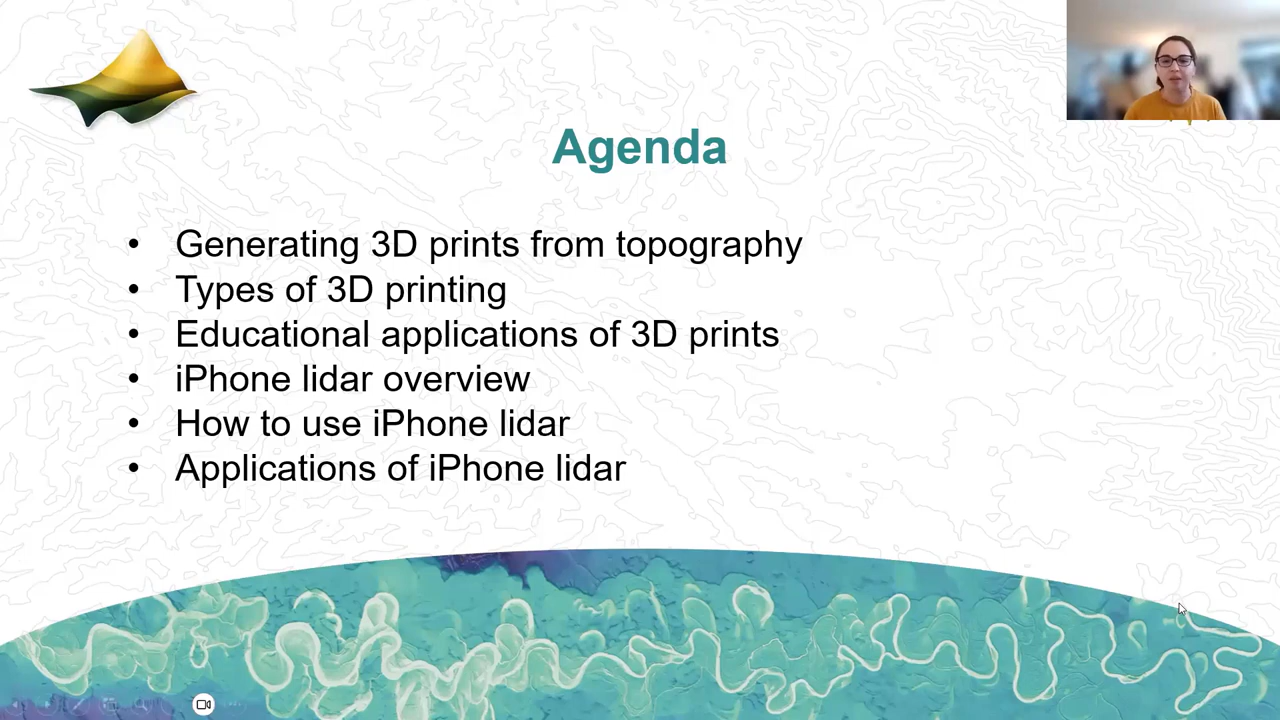 Agenda
• Generating 3D prints from topography
• Types of 3D printing
• Educational applications of 3D prints
• iPhone lidar overview
• How to use iPhone lidar
• Applications of iPhone lidar